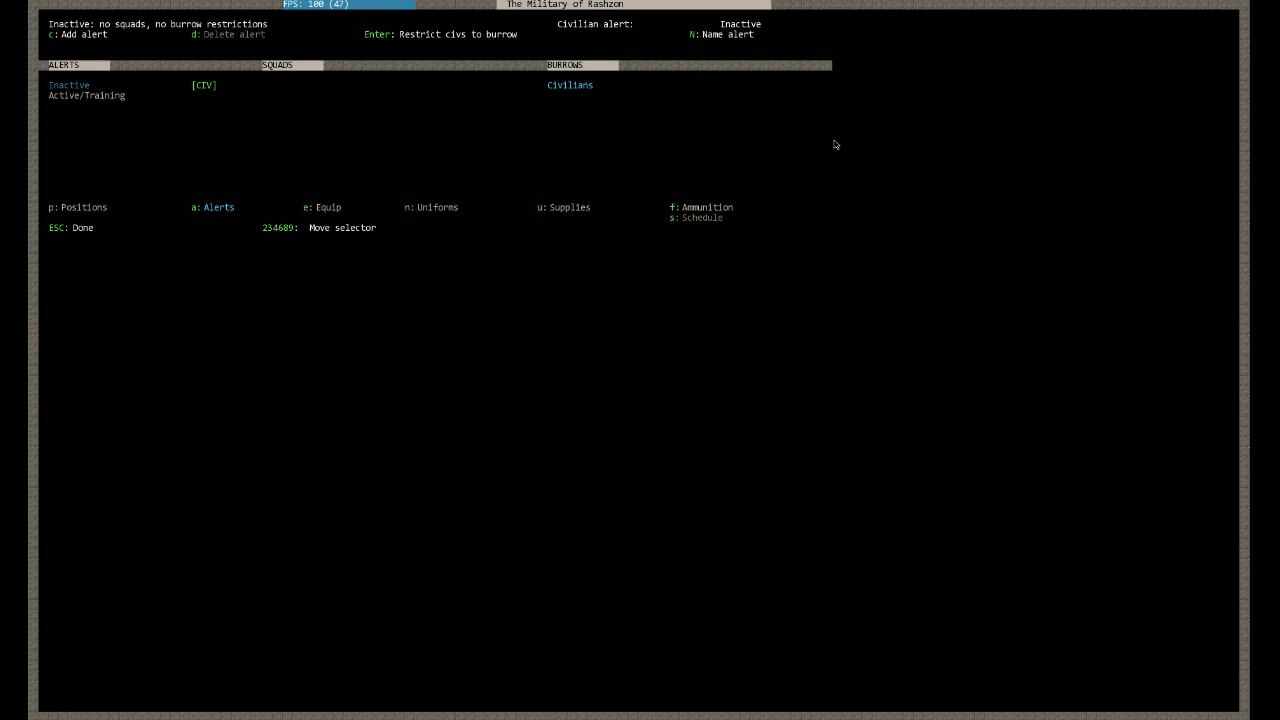 FPS: 100 (47) The Military of Rashzon
Inactive: no squads, no burrow restrictions Civilian alert: Inactive
c: Add alert d: Delete alert Enter: Restrict civs to burrow N: Name alert
ALERTS SQUADS BURROWS
Inactive [CIV] Civilians
Active/Training
p: Positions a: Alerts e: Equip n: Uniforms u: Supplies f: Ammunition
s: Schedule
ESC: Done 234689: Move selector